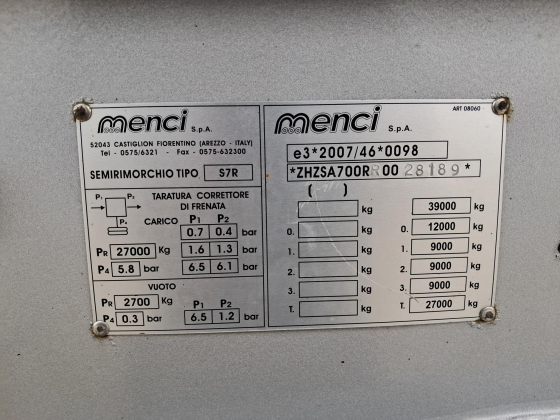 menci S.p.A.
52043 CASTIGLION FIORENTINO (AREZZO - ITALY)
Tel - 0575/6321 - Fax - 0575-632300
SEMIRIMORCHIO TIPO S7R
TARATURA CORRETTORE
DI FRENATA
P1 P2 P4
CARICO P1 P2
0.7 0.4 bar
PR 27000 Kg 1.6 1.3 bar
P4 5.8 bar 6.5 6.1 bar
VUOTO
PR 2700 Kg P1 P2
P4 0.3 bar 6.5 1.2 bar
menci S.p.A.
ART 08060
e3*2007/46*0098
*ZHZSA700RR0028189*
kg 39000 kg
0. kg 0. 12000 kg
1. kg 1. 9000 kg
2. kg 2. 9000 kg
3. kg 3. 9000 kg
T. kg T. 27000 kg